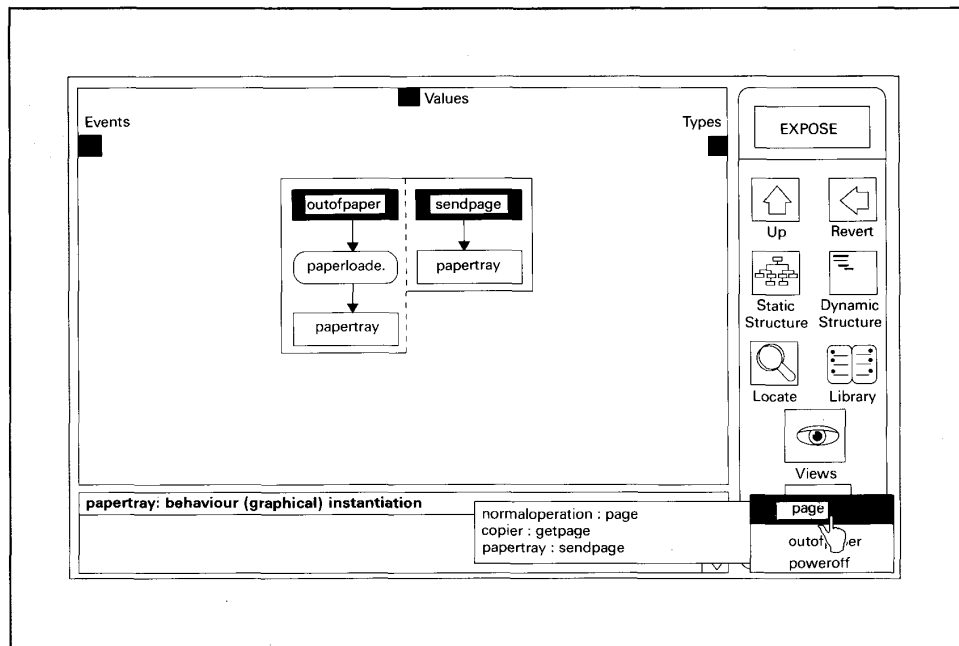 Values
Events
Types
EXPOSE
outofpaper
sendpage
Up
Revert
paperloade.
papertray
papertray
Static Structure
Dynamic Structure
Locate
Library
Views
papertray: behaviour (graphical) instantiation
normaloperation : page
copier : getpage
papertray : sendpage
page
poweroff